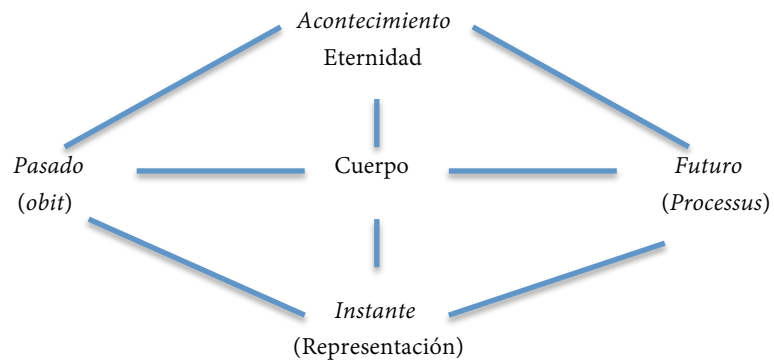 Acontecimiento
Eternidad
Pasado
(obit)
Cuerpo
Futuro
(Processus)
Instante
(Representación)